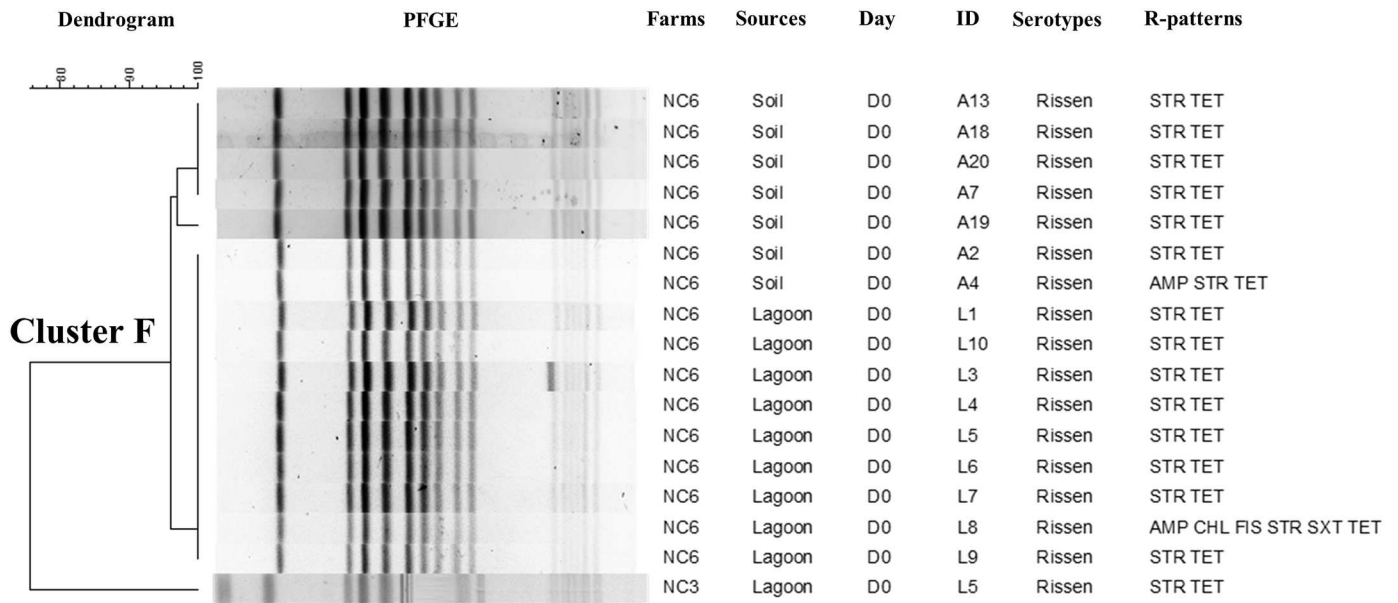 Dendrogram PFGE Farms Sources Day ID Serotypes R-patterns
80 90 100
NC6 Soil D0 A13 Rissen STR TET
NC6 Soil D0 A18 Rissen STR TET
NC6 Soil D0 A20 Rissen STR TET
NC6 Soil D0 A7 Rissen STR TET
NC6 Soil D0 A19 Rissen STR TET
NC6 Soil D0 A2 Rissen STR TET
NC6 Soil D0 A4 Rissen AMP STR TET
NC6 Lagoon D0 L1 Rissen STR TET
Cluster F
NC6 Lagoon D0 L10 Rissen STR TET
NC6 Lagoon D0 L3 Rissen STR TET
NC6 Lagoon D0 L4 Rissen STR TET
NC6 Lagoon D0 L5 Rissen STR TET
NC6 Lagoon D0 L6 Rissen STR TET
NC6 Lagoon D0 L7 Rissen STR TET
NC6 Lagoon D0 L8 Rissen AMP CHL FIS STR SXT TET
NC6 Lagoon D0 L9 Rissen STR TET
NC3 Lagoon D0 L5 Rissen STR TET